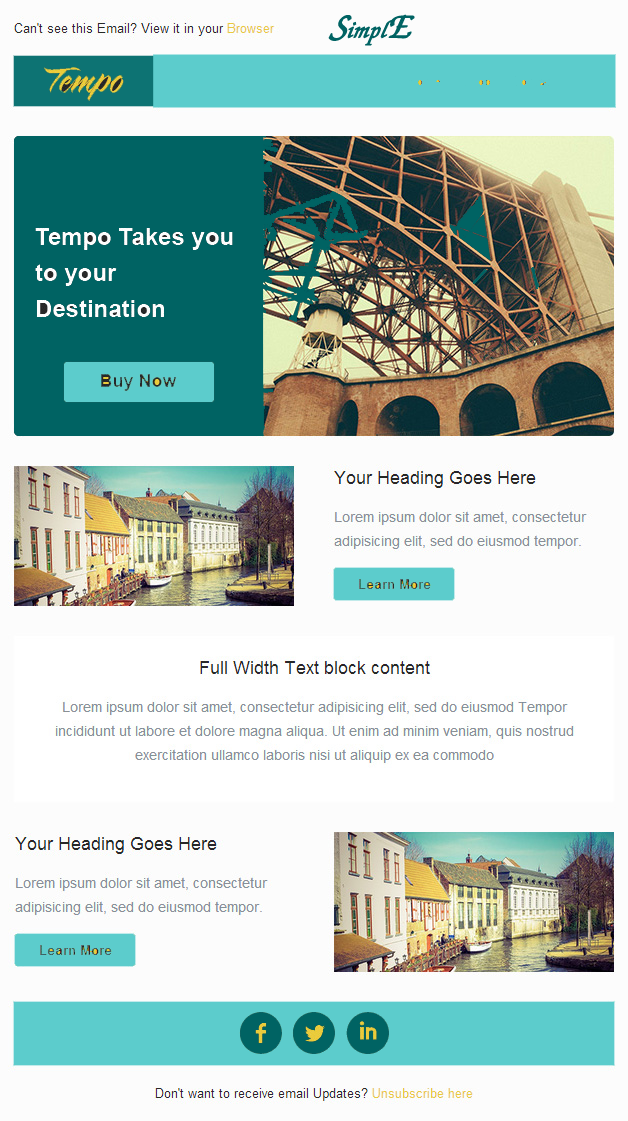 Can't see this Email? View it in your Browser
SimplE
Tempo
Tempo Takes you
to your
Destination
Buy Now
Your Heading Goes Here
Lorem ipsum dolor sit amet, consectetur
adipisicing elit, sed do eiusmod tempor.
Learn More
Full Width Text block content
Lorem ipsum dolor sit amet, consectetur adipisicing elit, sed do eiusmod Tempor
incididunt ut labore et dolore magna aliqua. Ut enim ad minim veniam, quis nostrud
exercitation ullamco laboris nisi ut aliquip ex ea commodo
Your Heading Goes Here
Lorem ipsum dolor sit amet, consectetur
adipisicing elit, sed do eiusmod tempor.
Learn More
f
in
Don't want to receive email Updates? Unsubscribe here